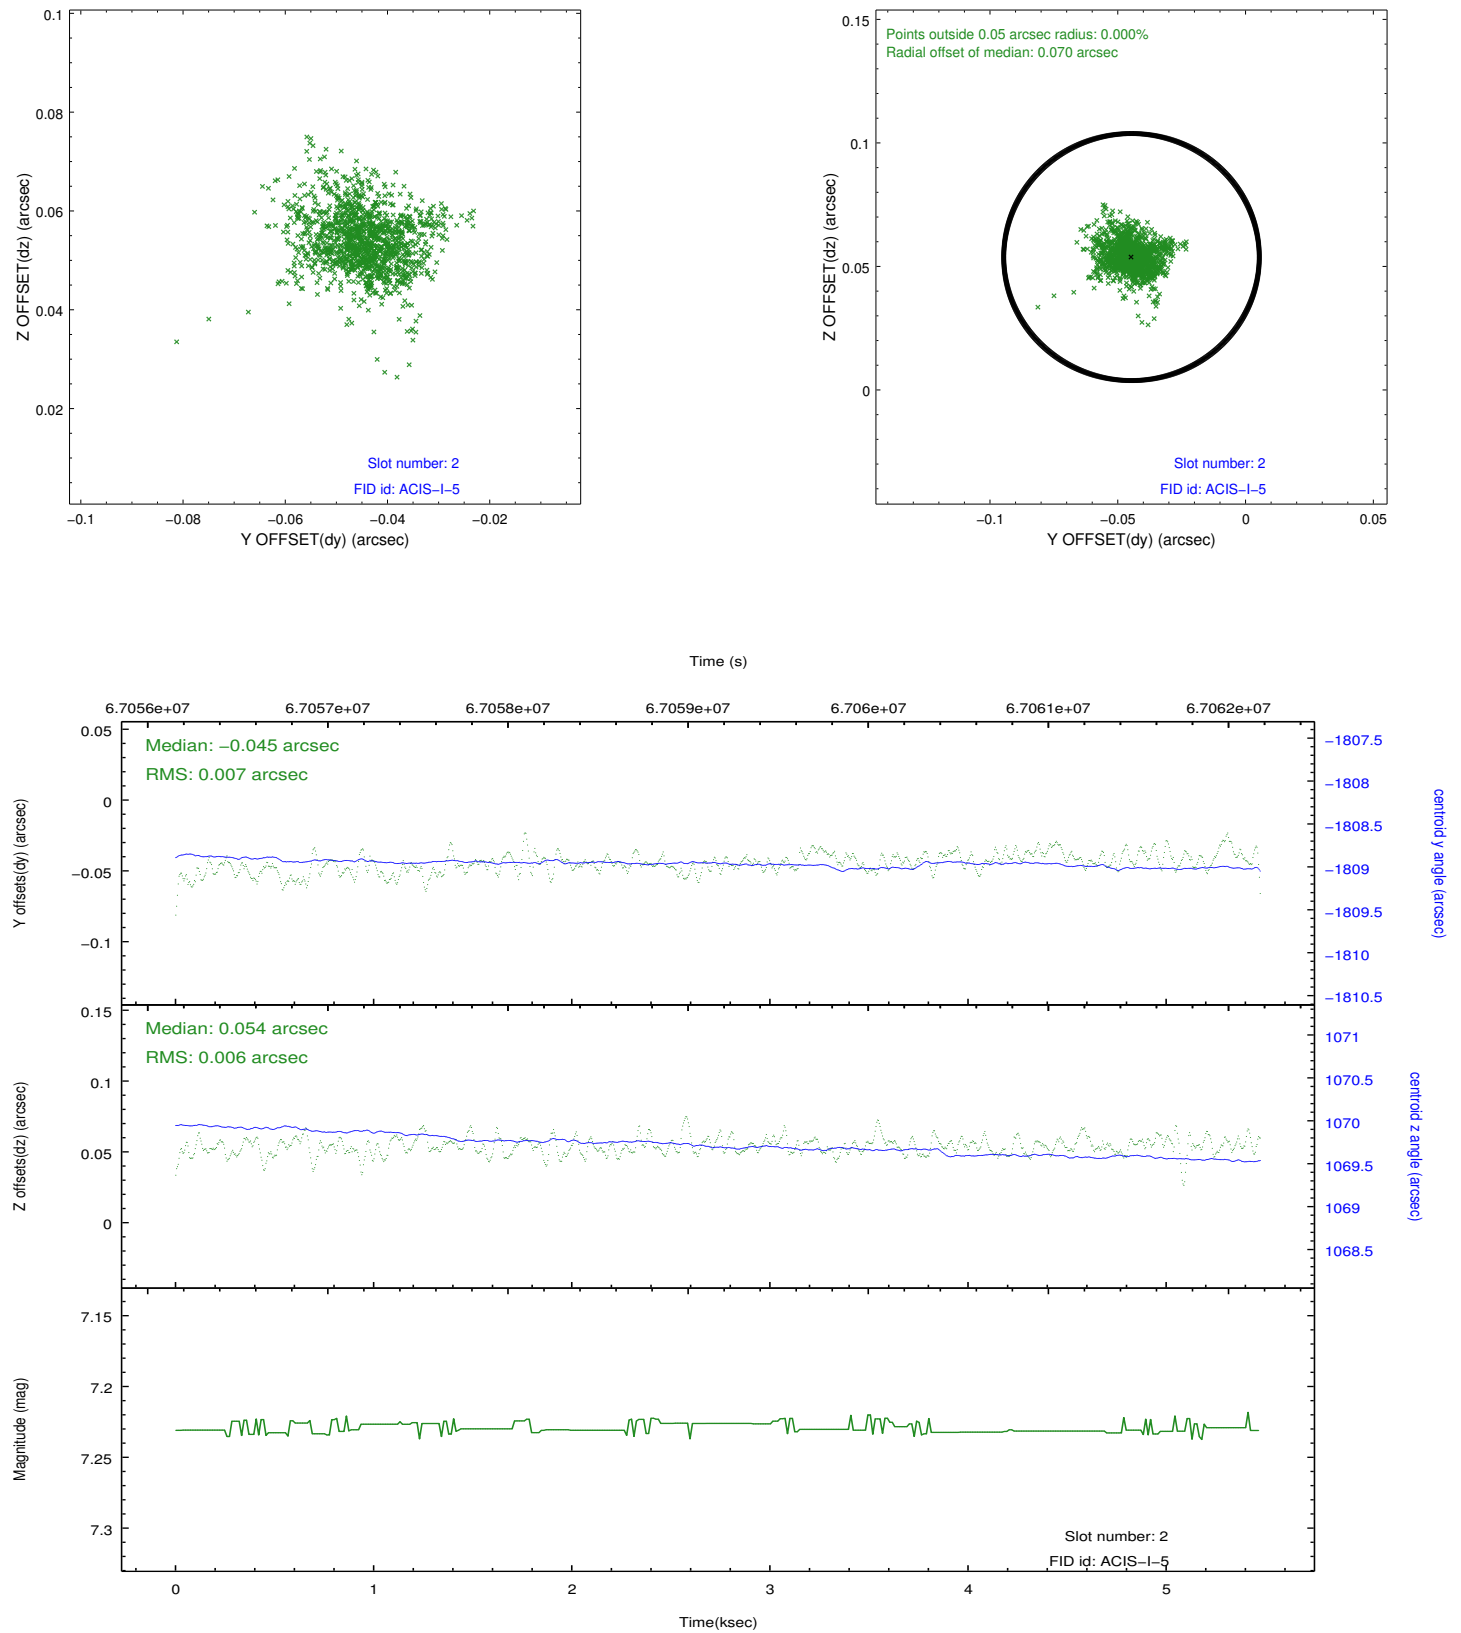 0.1
0.08
0.06
0.04
0.02
Z OFFSET(dz) (arcsec)
Slot number: 2
FID id: ACIS−I−5
−0.1 −0.08 −0.06 −0.04 −0.02
Y OFFSET(dy) (arcsec)
Points outside 0.05 arcsec radius: 0.000%
Radial offset of median: 0.070 arcsec
0.15
0.1
0.05
0
Z OFFSET(dz) (arcsec)
Slot number: 2
FID id: ACIS−I−5
−0.1 −0.05 0 0.05
Y OFFSET(dy) (arcsec)
Time (s)
6.7056e+07 6.7057e+07 6.7058e+07 6.7059e+07 6.706e+07 6.7061e+07 6.7062e+07
Median: −0.045 arcsec
RMS: 0.007 arcsec
0.05
0
−0.05
−0.1
Y offsets(dy) (arcsec)
−1807.5
−1808
−1808.5
−1809
−1809.5
−1810
−1810.5
centroid y angle (arcsec)
Median: 0.054 arcsec
RMS: 0.006 arcsec
0.15
0.1
0.05
0
Z offsets(dz) (arcsec)
1071
1070.5
1070
1069.5
1069
1068.5
centroid z angle (arcsec)
7.15
7.2
7.25
7.3
Magnitude (mag)
Slot number: 2
FID id: ACIS−I−5
0 1 2 3 4 5
Time(ksec)